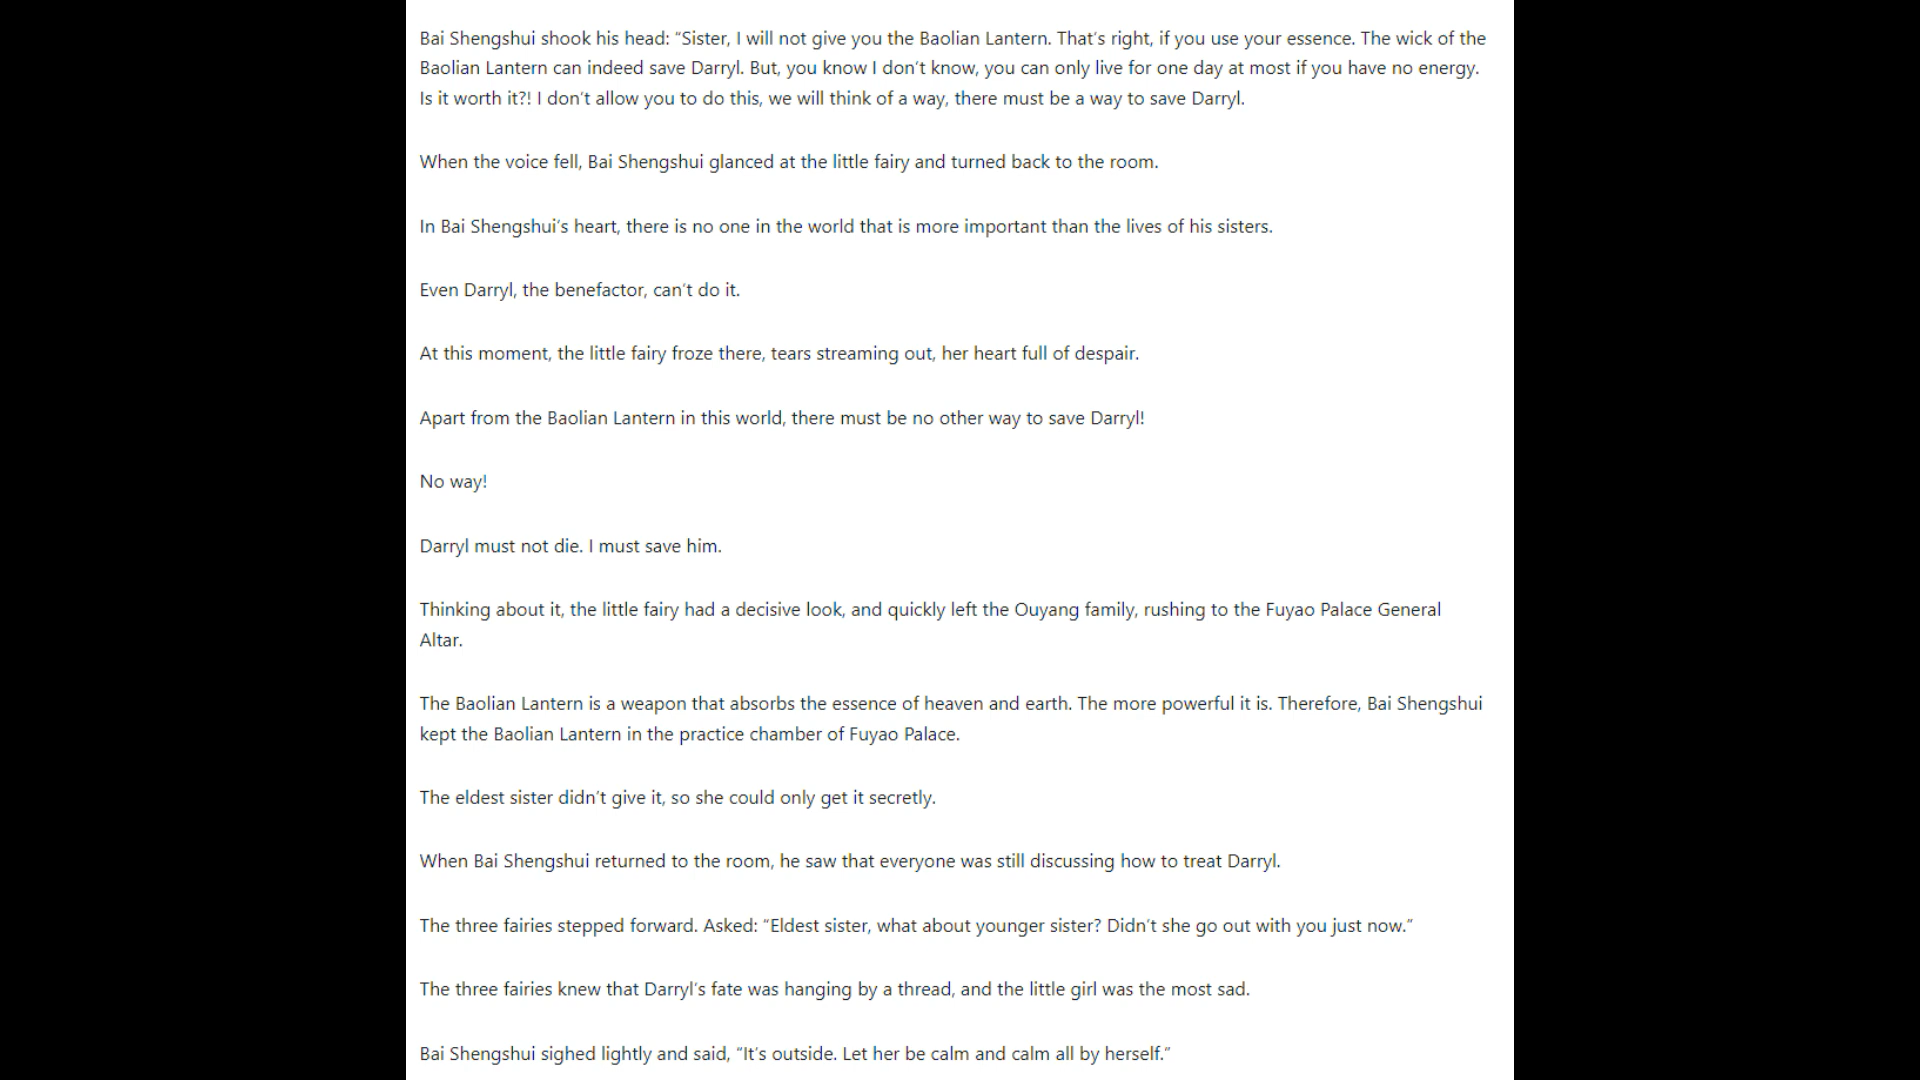 Bai Shengshui shook his head: “Sister, I will not give you the Baolian Lantern. That’s right, if you use your essence. The wick of the
Baolian Lantern can indeed save Darryl. But, you know I don’t know, you can only live for one day at most if you have no energy.
Is it worth it?! I don’t allow you to do this, we will think of a way, there must be a way to save Darryl.
When the voice fell, Bai Shengshui glanced at the little fairy and turned back to the room.
In Bai Shengshui’s heart, there is no one in the world that is more important than the lives of his sisters.
Even Darryl, the benefactor, can’t do it.
At this moment, the little fairy froze there, tears streaming out, her heart full of despair.
Apart from the Baolian Lantern in this world, there must be no other way to save Darryl!
No way!
Darryl must not die. I must save him.
Thinking about it, the little fairy had a decisive look, and quickly left the Ouyang family, rushing to the Fuyao Palace General
Altar.
The Baolian Lantern is a weapon that absorbs the essence of heaven and earth. The more powerful it is. Therefore, Bai Shengshui
kept the Baolian Lantern in the practice chamber of Fuyao Palace.
The eldest sister didn’t give it, so she could only get it secretly.
When Bai Shengshui returned to the room, he saw that everyone was still discussing how to treat Darryl.
The three fairies stepped forward. Asked: “Eldest sister, what about younger sister? Didn’t she go out with you just now.”
The three fairies knew that Darryl’s fate was hanging by a thread, and the little girl was the most sad.
Bai Shengshui sighed lightly and said, “It’s outside. Let her be calm and calm all by herself.”